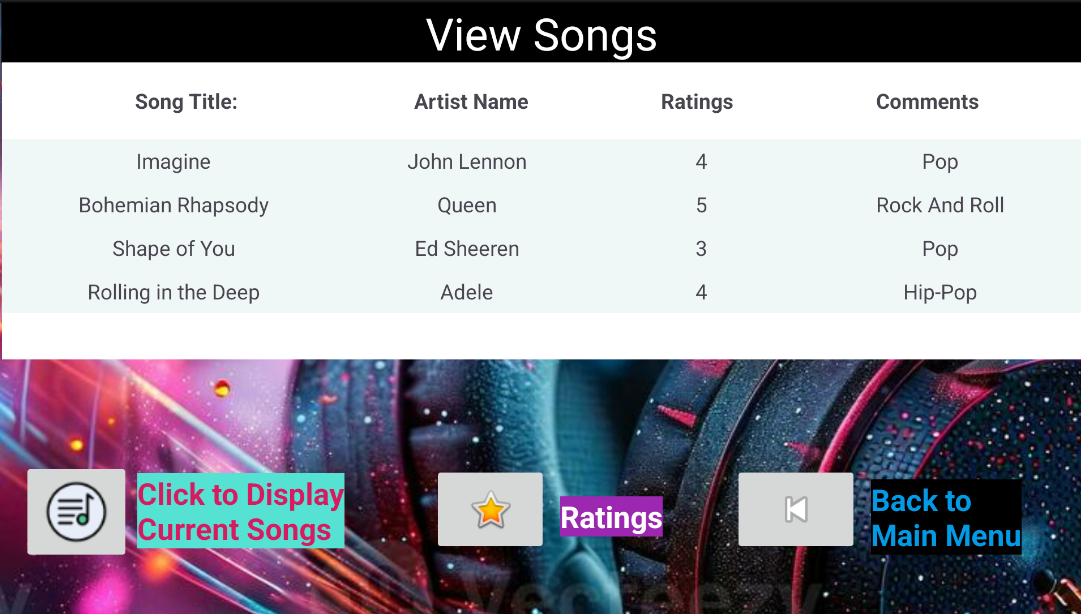 View Songs
Song Title: Artist Name Ratings Comments
Imagine John Lennon 4 Pop
Bohemian Rhapsody Queen 5 Rock And Roll
Shape of You Ed Sheeren 3 Pop
Rolling in the Deep Adele 4 Hip-Pop
Click to Display
Current Songs
Ratings
Back to
Main Menu